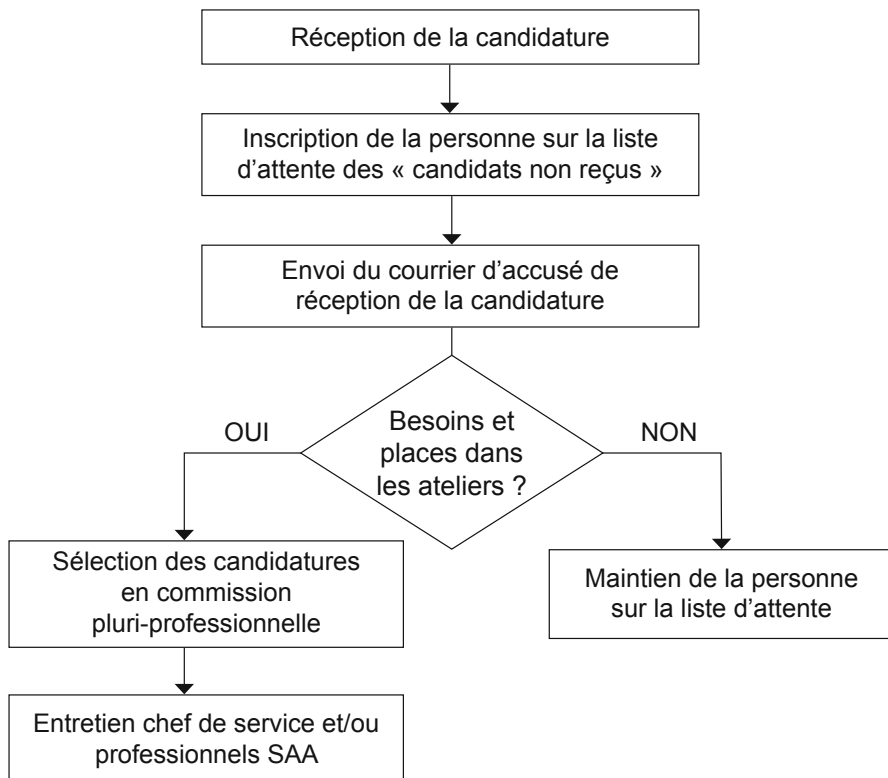 Réception de la candidature
Inscription de la personne sur la liste
d’attente des « candidats non reçus »
Envoi du courrier d’accusé de
réception de la candidature
Besoins et
places dans
les ateliers ?
OUI
NON
Sélection des candidatures
en commission
pluri-professionnelle
Maintien de la personne
sur la liste d’attente
Entretien chef de service et/ou
professionnels SAA